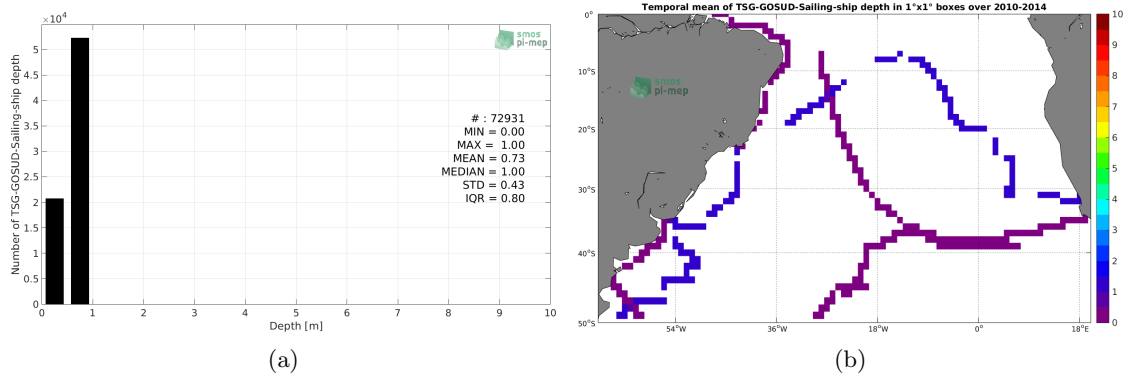 ×10⁴
5
4.5
4
3.5
3
2.5
2
1.5
1
0.5
0
Number of TSG-GOSUD-Sailing-ship depth
0 1 2 3 4 5 6 7 8 9 10
Depth [m]
smos
pi-mep
# : 72931
MIN = 0.00
MAX = 1.00
MEAN = 0.73
MEDIAN = 1.00
STD = 0.43
IQR = 0.80
(a)
Temporal mean of TSG-GOSUD-Sailing-ship depth in 1°x1° boxes over 2010-2014
0°
10°S
20°S
30°S
40°S
50°S
54°W 36°W 18°W 0° 18°E
smos
pi-mep
10
9
8
7
6
5
4
3
2
1
0
(b)